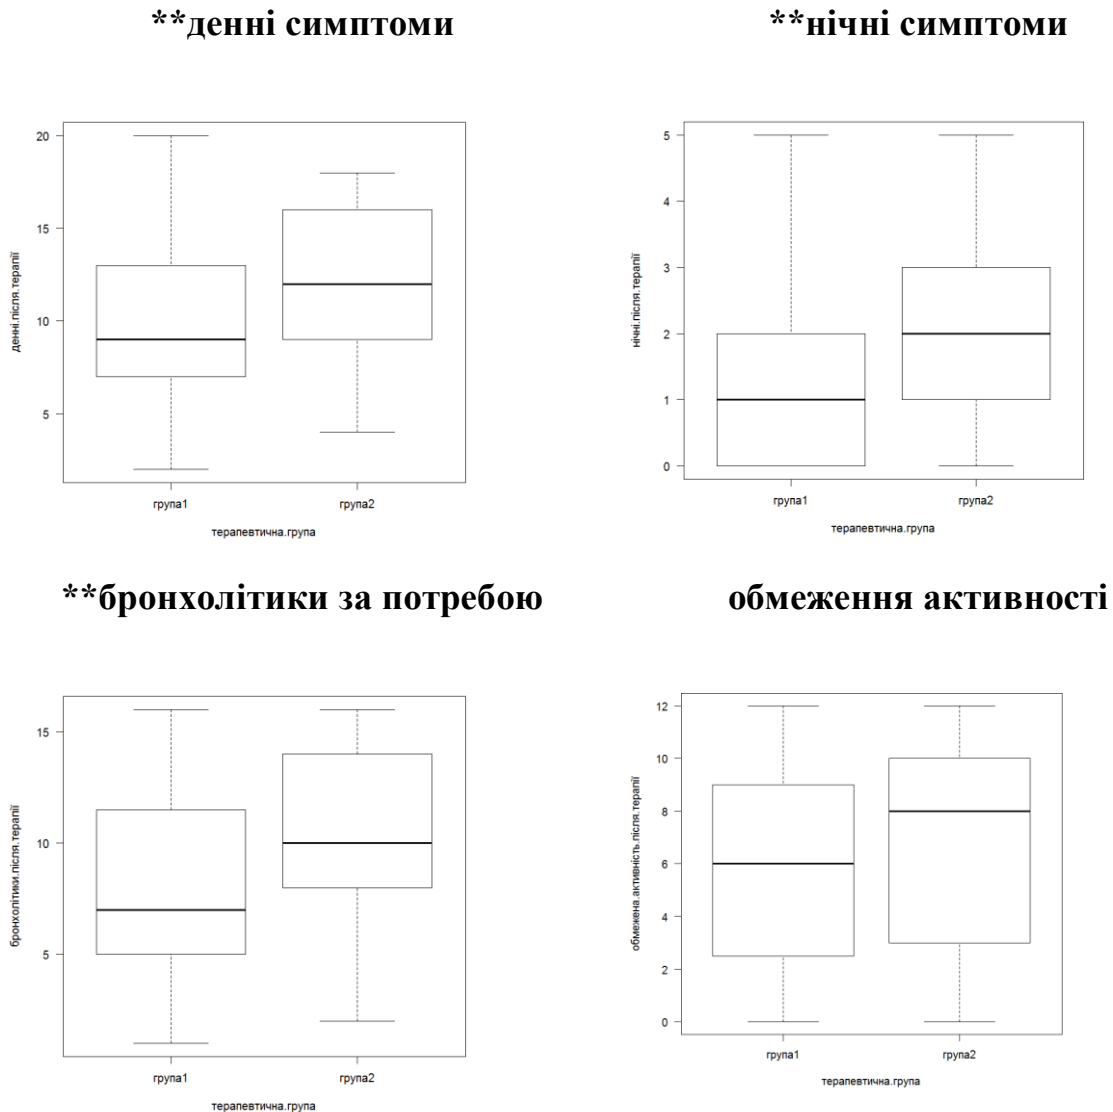 **денні симптоми
**нічні симптоми
20
15
10
5
денні.після.терапії
група1
група2
терапевтична.група
5
4
3
2
1
0
нічні.після.терапії
група1
група2
терапевтична.група
**бронхолітики за потребою
обмеження активності
15
10
5
бронхолітики.після.терапії
група1
група2
терапевтична.група
12
10
8
6
4
2
0
обмежена.активність.після.терапії
група1
група2
терапевтична.група